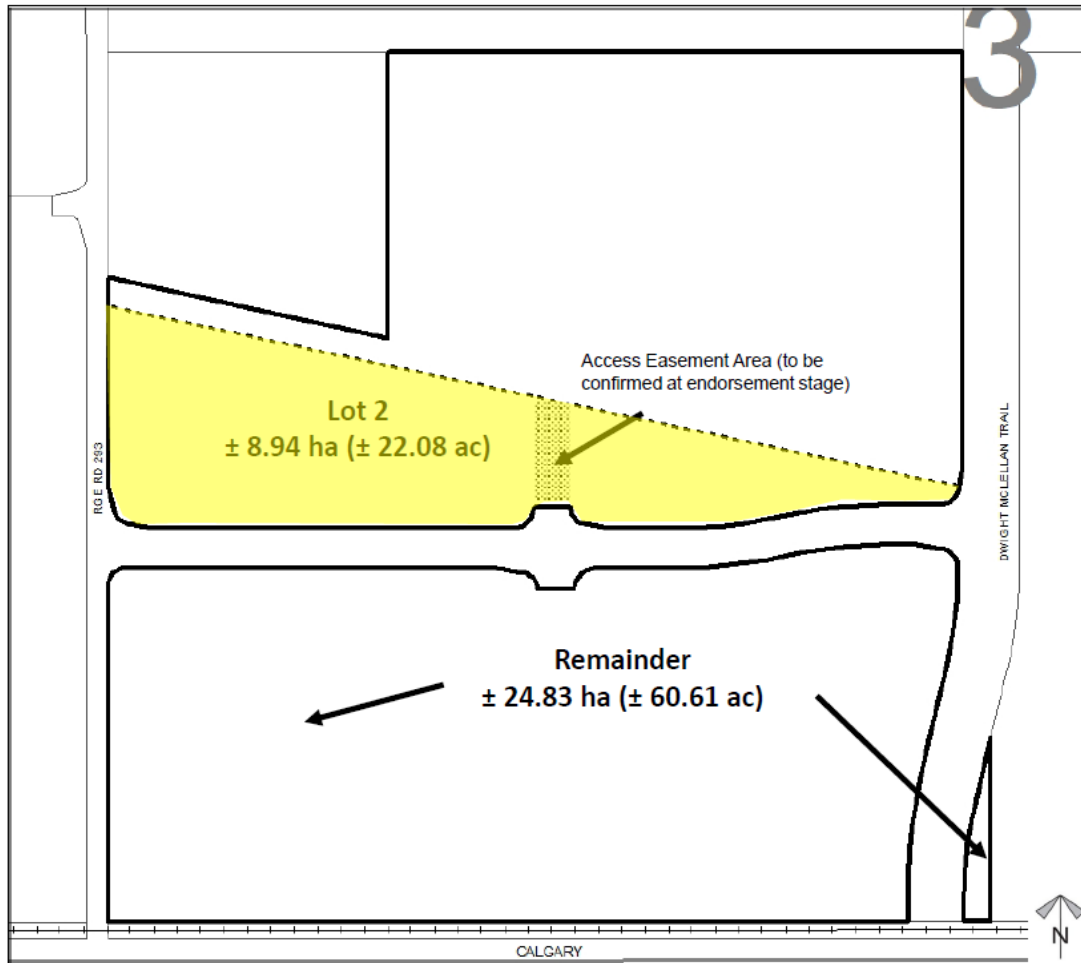 3
Access Easement Area (to be
confirmed at endorsement stage)
Lot 2
± 8.94 ha (± 22.08 ac)
RGE RD 293
DWIGHT MCLELLAN TRAIL
Remainder
± 24.83 ha (± 60.61 ac)
N
CALGARY